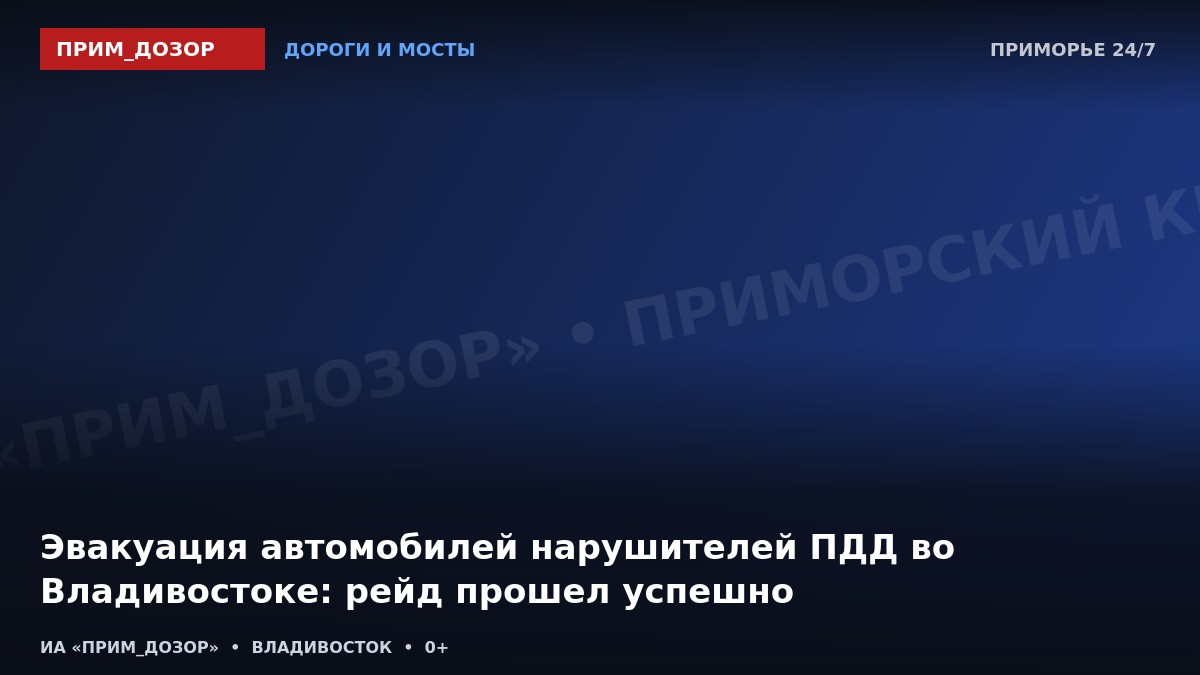 ПРИМ_ДОЗОР
ДОРОГИ И МОСТЫ
ПРИМОРЬЕ 24/7
«ПРИМ_ДОЗОР» • ПРИМОРСКИЙ
Эвакуация автомобилей нарушителей ПДД во
Владивостоке: рейд прошел успешно
ИА «ПРИМ_ДОЗОР» • ВЛАДИВОСТОК • 0+